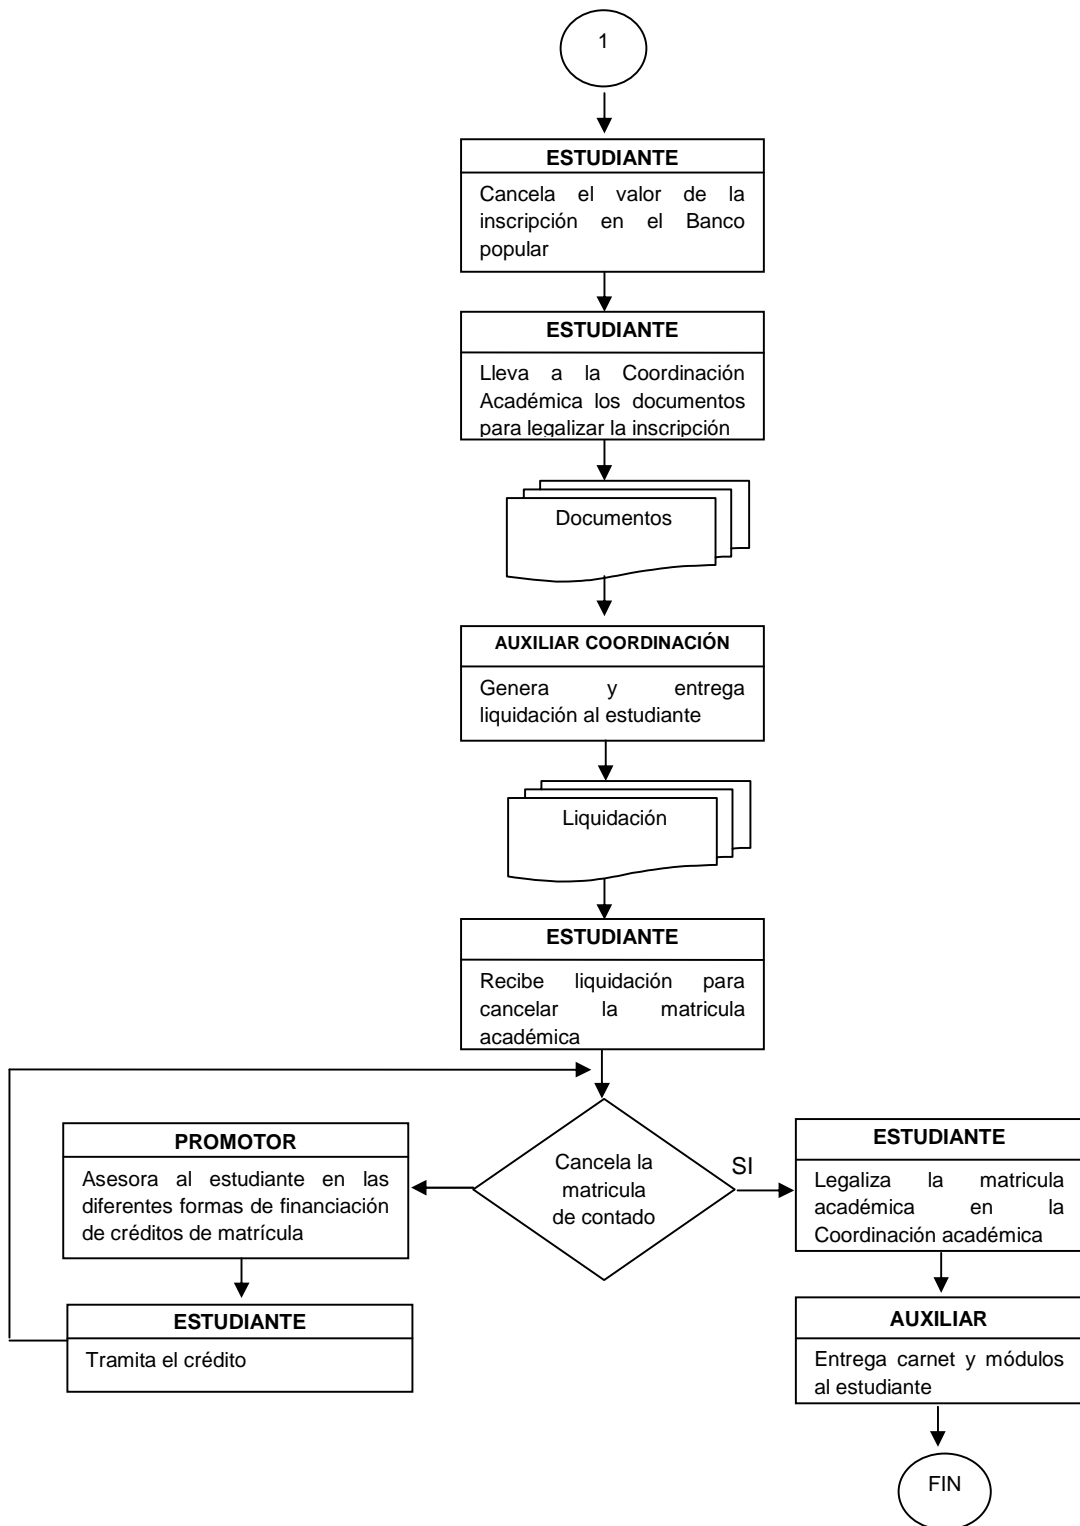 1
ESTUDIANTE
Cancela el valor de la
inscripción en el Banco
popular
ESTUDIANTE
Lleva a la Coordinación
Académica los documentos
para legalizar la inscripción
Documentos
AUXILIAR COORDINACIÓN
Genera y entrega
liquidación al estudiante
Liquidación
ESTUDIANTE
Recibe liquidación para
cancelar la matricula
académica
Cancela la
matricula
de contado
PROMOTOR
Asesora al estudiante en las
diferentes formas de financiación
de créditos de matrícula
ESTUDIANTE
Tramita el crédito
SI
ESTUDIANTE
Legaliza la matricula
académica en la
Coordinación académica
AUXILIAR
Entrega carnet y módulos
al estudiante
FIN